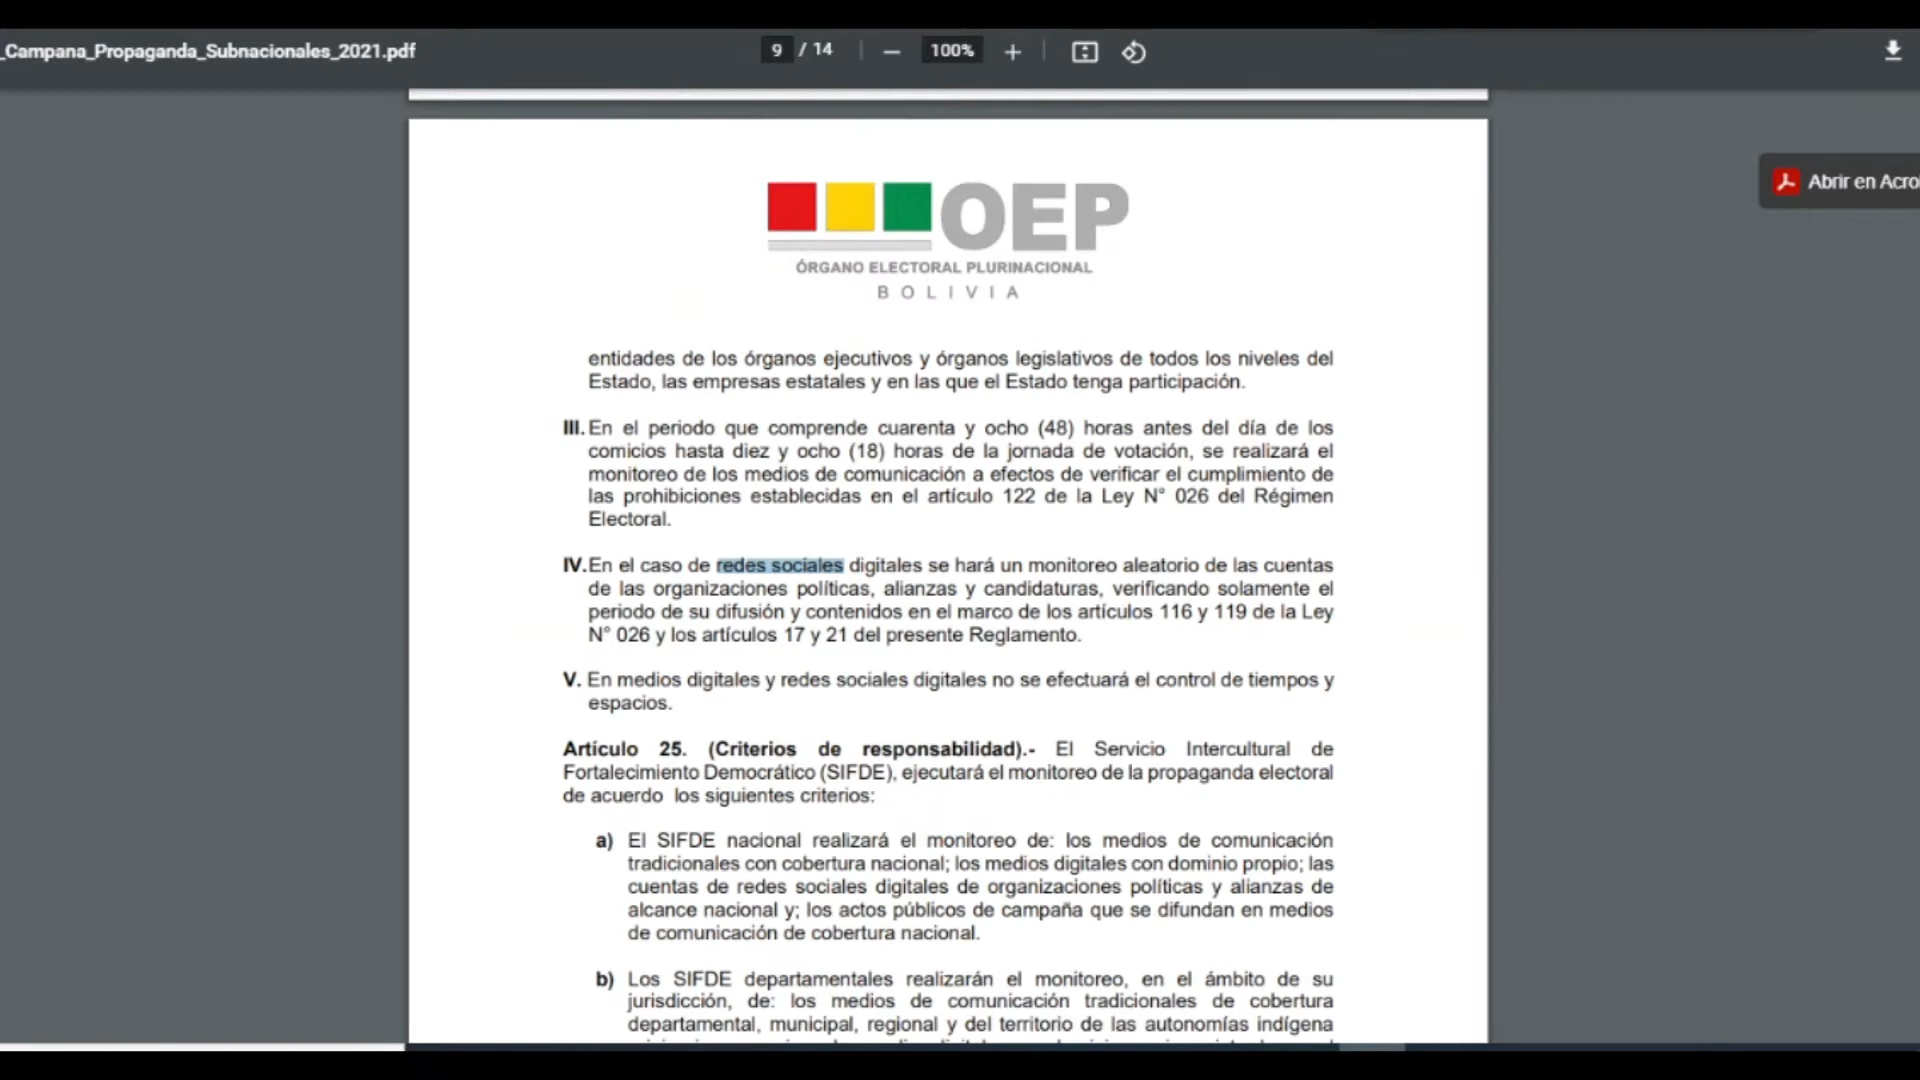 _Campana_Propaganda_Subnacionales_2021.pdf
9 / 14
100%
Abrir en Acro
OEP
ÓRGANO ELECTORAL PLURINACIONAL
BOLIVIA
entidades de los órganos ejecutivos y órganos legislativos de todos los niveles del
Estado, las empresas estatales y en las que el Estado tenga participación.
III. En el periodo que comprende cuarenta y ocho (48) horas antes del día de los
comicios hasta diez y ocho (18) horas de la jornada de votación, se realizará el
monitoreo de los medios de comunicación a efectos de verificar el cumplimiento de
las prohibiciones establecidas en el artículo 122 de la Ley N° 026 del Régimen
Electoral.
IV. En el caso de redes sociales digitales se hará un monitoreo aleatorio de las cuentas
de las organizaciones políticas, alianzas y candidaturas, verificando solamente el
periodo de su difusión y contenidos en el marco de los artículos 116 y 119 de la Ley
N° 026 y los artículos 17 y 21 del presente Reglamento.
V. En medios digitales y redes sociales digitales no se efectuará el control de tiempos y
espacios.
Artículo 25. (Criterios de responsabilidad).- El Servicio Intercultural de
Fortalecimiento Democrático (SIFDE), ejecutará el monitoreo de la propaganda electoral
de acuerdo los siguientes criterios:
a) El SIFDE nacional realizará el monitoreo de: los medios de comunicación
tradicionales con cobertura nacional; los medios digitales con dominio propio; las
cuentas de redes sociales digitales de organizaciones políticas y alianzas de
alcance nacional y; los actos públicos de campaña que se difundan en medios
de comunicación de cobertura nacional.
b) Los SIFDE departamentales realizarán el monitoreo, en el ámbito de su
jurisdicción, de: los medios de comunicación tradicionales de cobertura
departamental, municipal, regional y del territorio de las autonomías indígena